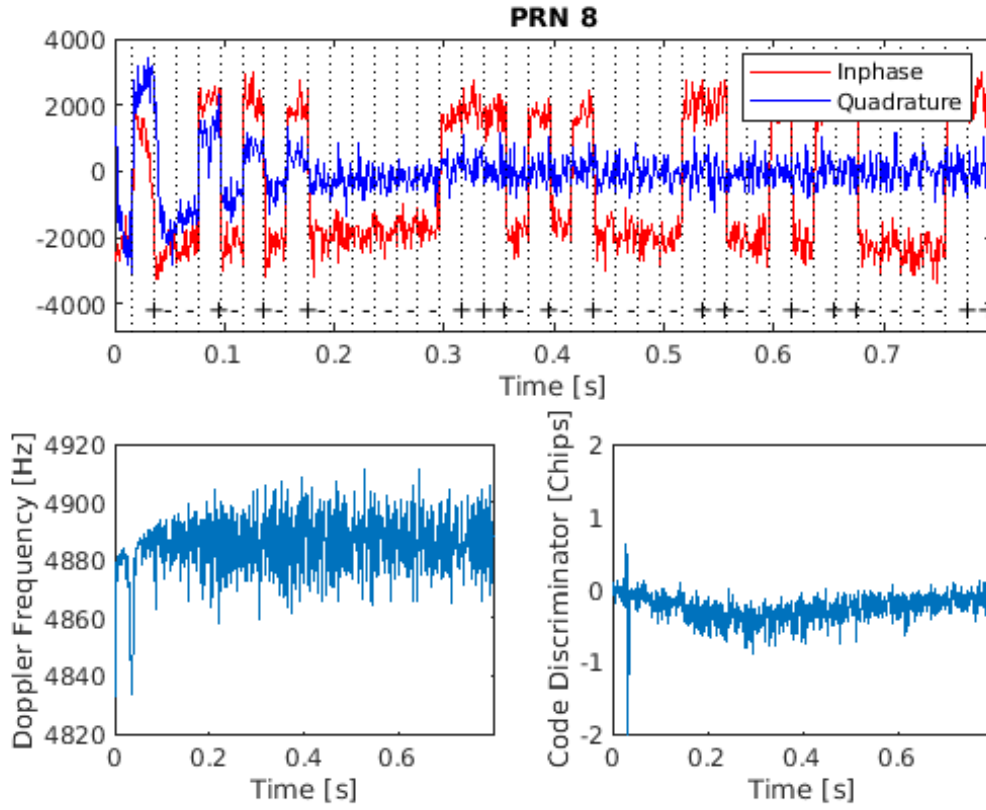 PRN 8
4000
2000
0
-2000
-4000
Inphase
Quadrature
+ - - + - + - + - - - - - - + + + - + - + - - - - + + - - + - + + - - - - + +
0 0.1 0.2 0.3 0.4 0.5 0.6 0.7
Time [s]
Doppler Frequency [Hz]
4920
4900
4880
4860
4840
4820
0 0.2 0.4 0.6
Time [s]
Code Discriminator [Chips]
2
1
0
-1
-2
0 0.2 0.4 0.6
Time [s]